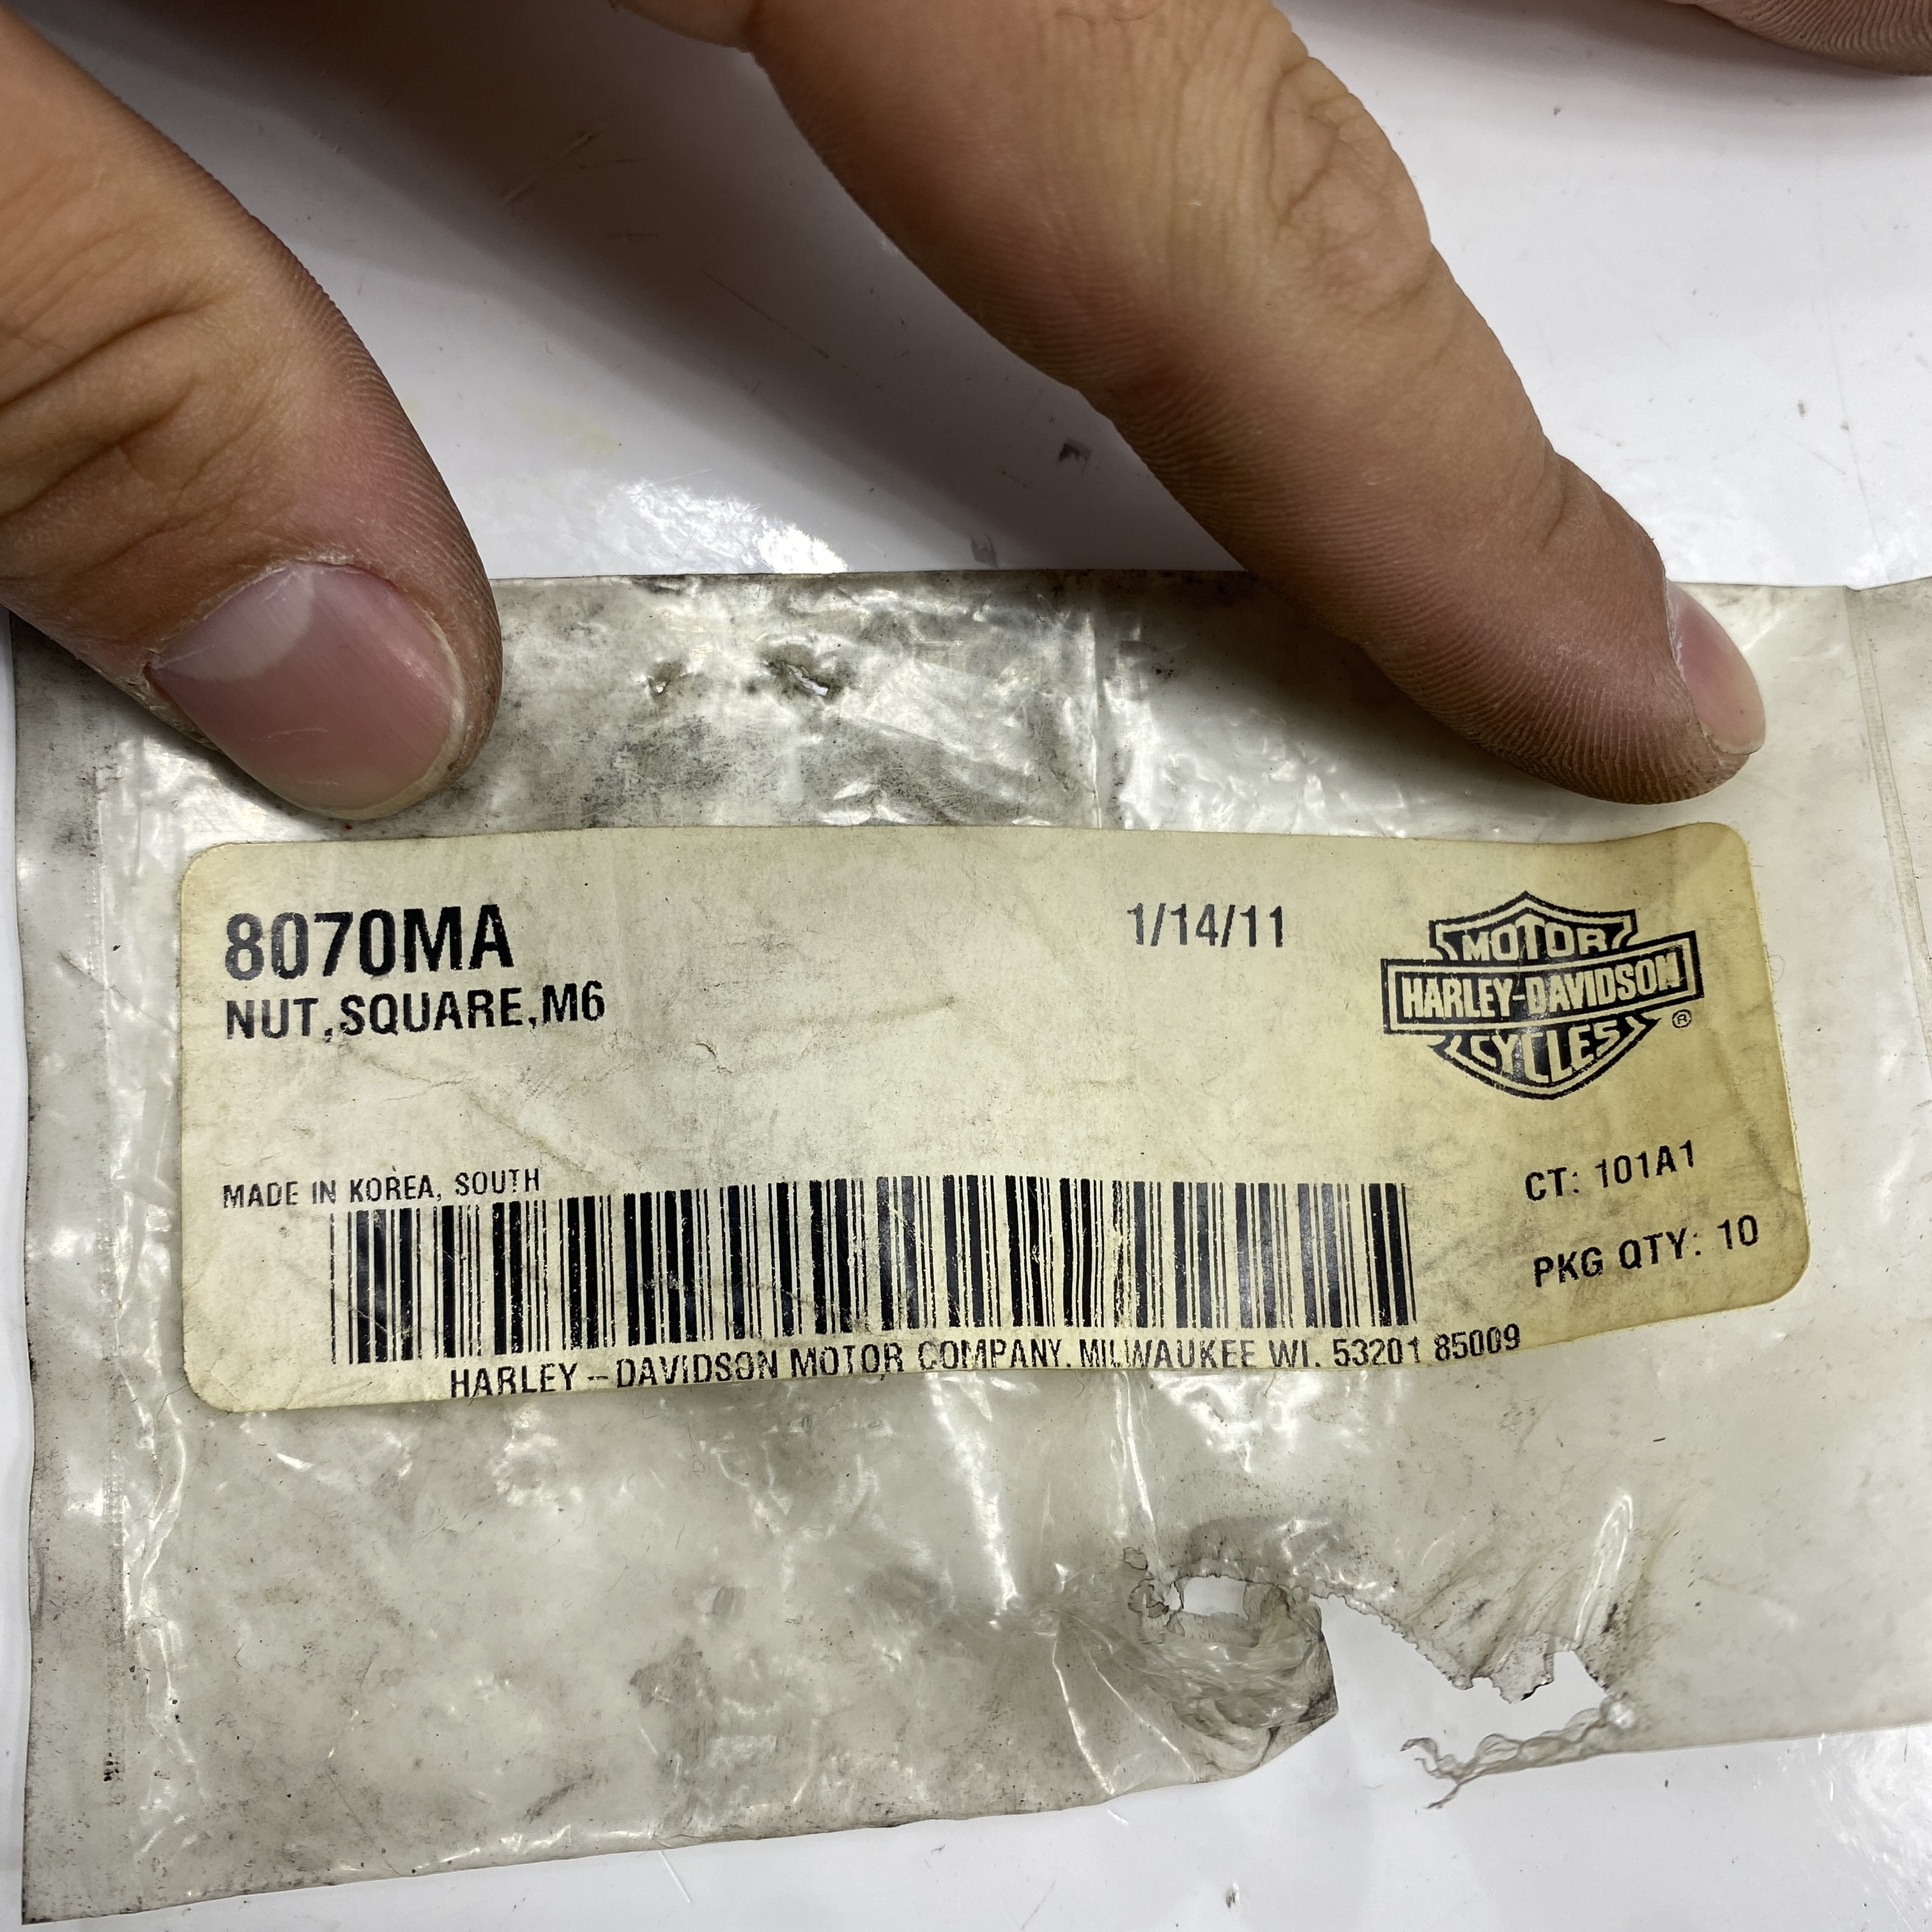 8070MA
NUT,SQUARE,M6
1/14/11
MOTOR
HARLEY-DAVIDSON
CYCLES
®
MADE IN KOREA, SOUTH
CT: 101A1
PKG QTY: 10
HARLEY-DAVIDSON MOTOR COMPANY. MILWAUKEE WI. 53201 85009